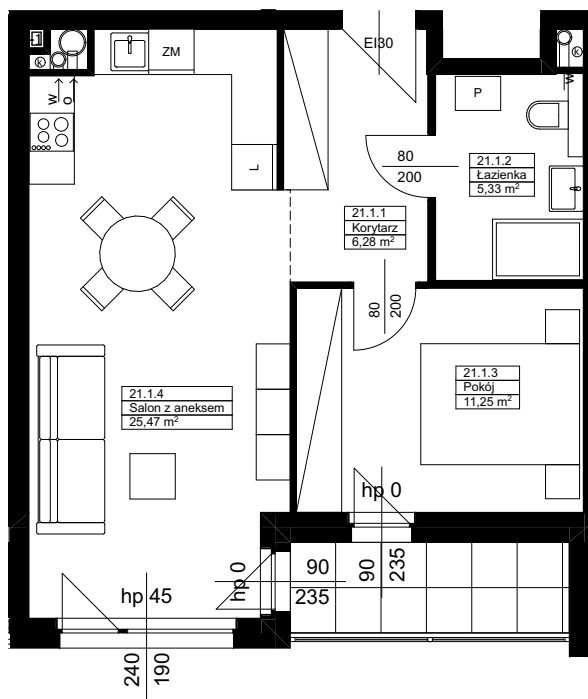 ZM
EI30
k
k
w
o
w
P
L
80
200
21.1.2
Łazienka
5,33 m²
21.1.1
Korytarz
6,28 m²
80
200
21.1.3
Pokój
11,25 m²
21.1.4
Salon z aneksem
25,47 m²
hp 0
90
235
hp 0
90
235
hp 45
240
190